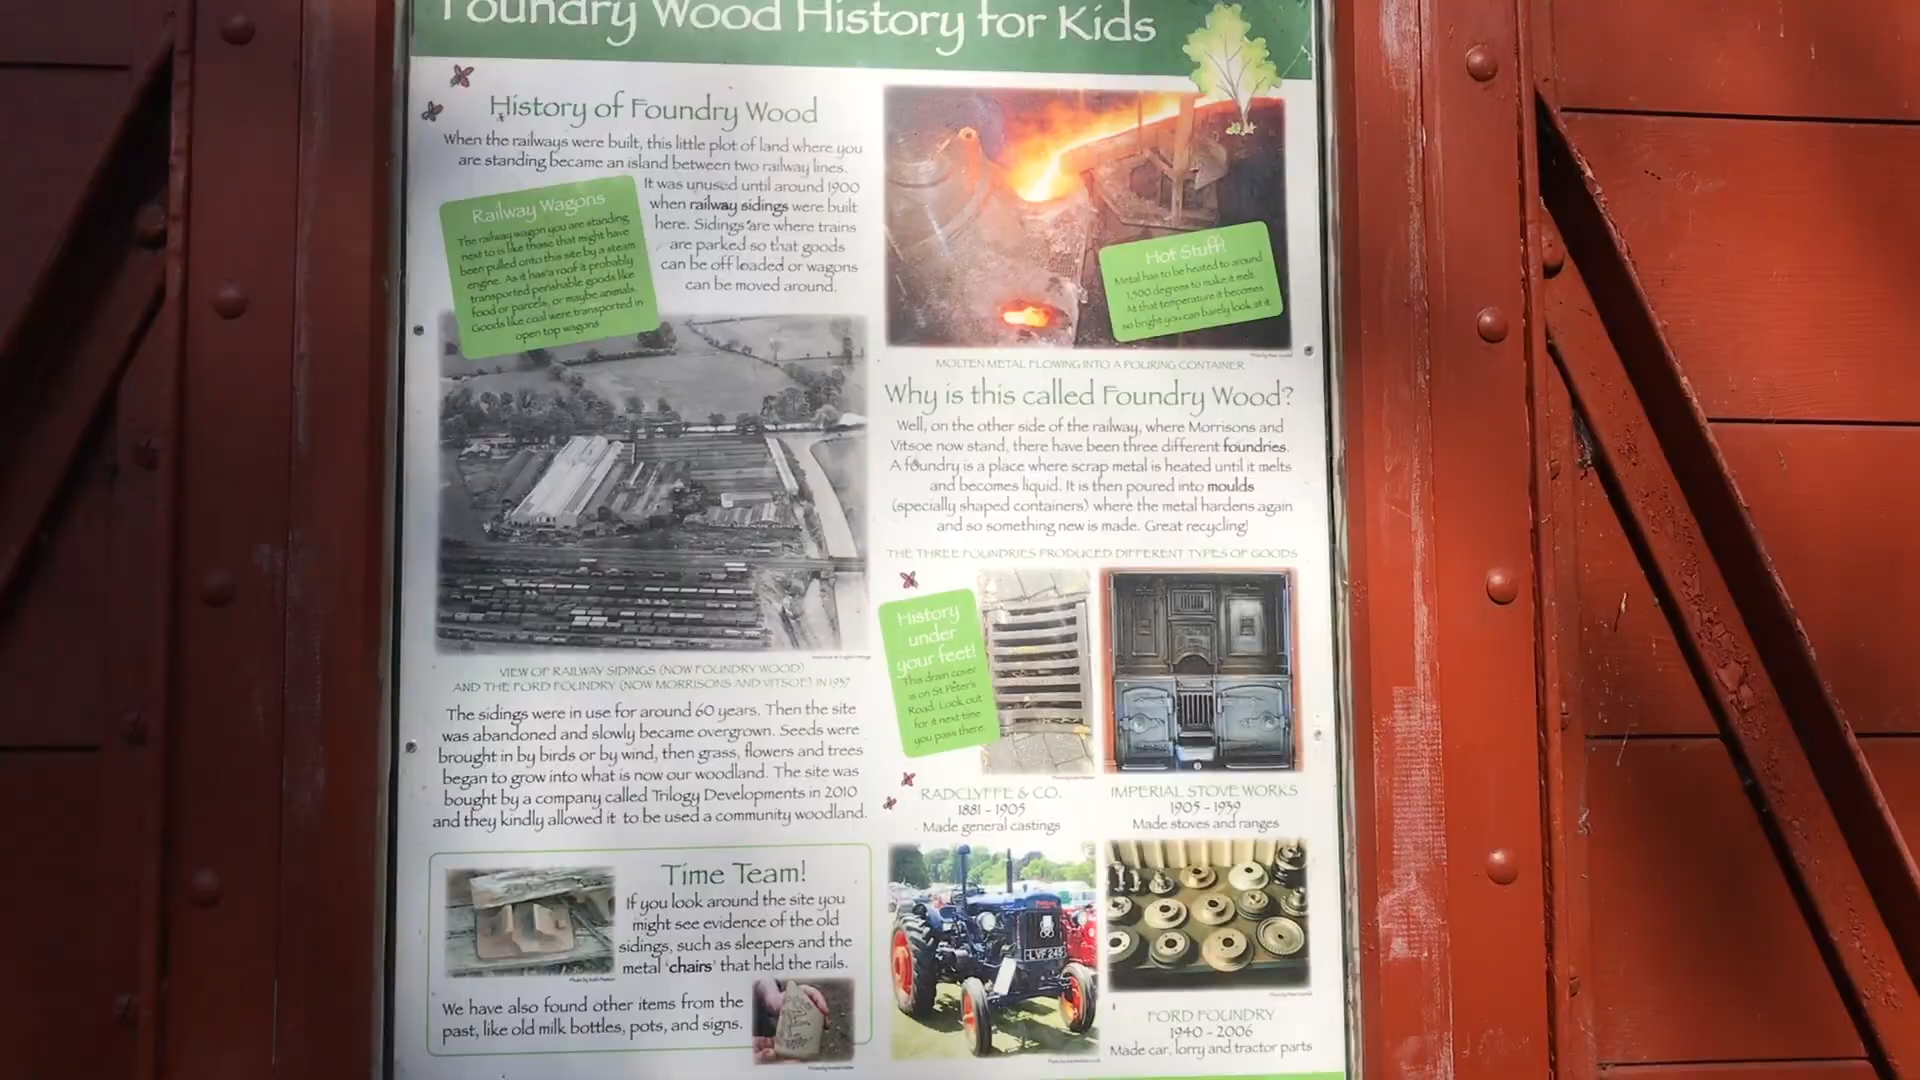 Foundry Wood History for Kids
History of Foundry Wood
When the railways were built, this little plot of land where you
are standing became an island between two railway lines.
It was unused until around 1900
when railway sidings were built
here. Sidings are where trains
are parked so that goods
can be off loaded or wagons
can be moved around.
Railway Wagons
The railway wagon you are standing
next to is like those that might have
been pulled onto this site by a steam
engine. As it has a roof it probably
transported perishable goods like
food or parcels, or maybe animals.
Goods like coal were transported in
open top wagons
VIEW OF RAILWAY SIDINGS (NOW FOUNDRY WOOD)
AND THE FORD FOUNDRY (NOW MORRISONS AND VITSOE) IN 1957
The sidings were in use for around 60 years. Then the site
was abandoned and slowly became overgrown. Seeds were
brought in by birds or by wind, then grass, flowers and trees
began to grow into what is now our woodland. The site was
bought by a company called Trilogy Developments in 2010
and they kindly allowed it to be used a community woodland.
Time Team!
If you look around the site you
might see evidence of the old
sidings, such as sleepers and the
metal 'chairs' that held the rails.
We have also found other items from the
past, like old milk bottles, pots, and signs.
Hot Stuff!
Metal has to be heated to around
1,500 degrees to make it melt.
At that temperature it becomes
so bright you can barely look at it
MOLTEN METAL FLOWING INTO A POURING CONTAINER
Why is this called Foundry Wood?
Well, on the other side of the railway, where Morrisons and
Vitsoe now stand, there have been three different foundries.
A foundry is a place where scrap metal is heated until it melts
and becomes liquid. It is then poured into moulds
(specially shaped containers) where the metal hardens again
and so something new is made. Great recycling!
THE THREE FOUNDRIES PRODUCED DIFFERENT TYPES OF GOODS
History
under
your feet!
This drain cover
is on St Peter's
Road. Look out
for it next time
you pass there.
RADCLYFFE & CO.
1881 - 1905
Made general castings
IMPERIAL STOVE WORKS
1905 - 1939
Made stoves and ranges
LVF 245
FORD FOUNDRY
1940 - 2006
Made car, lorry and tractor parts